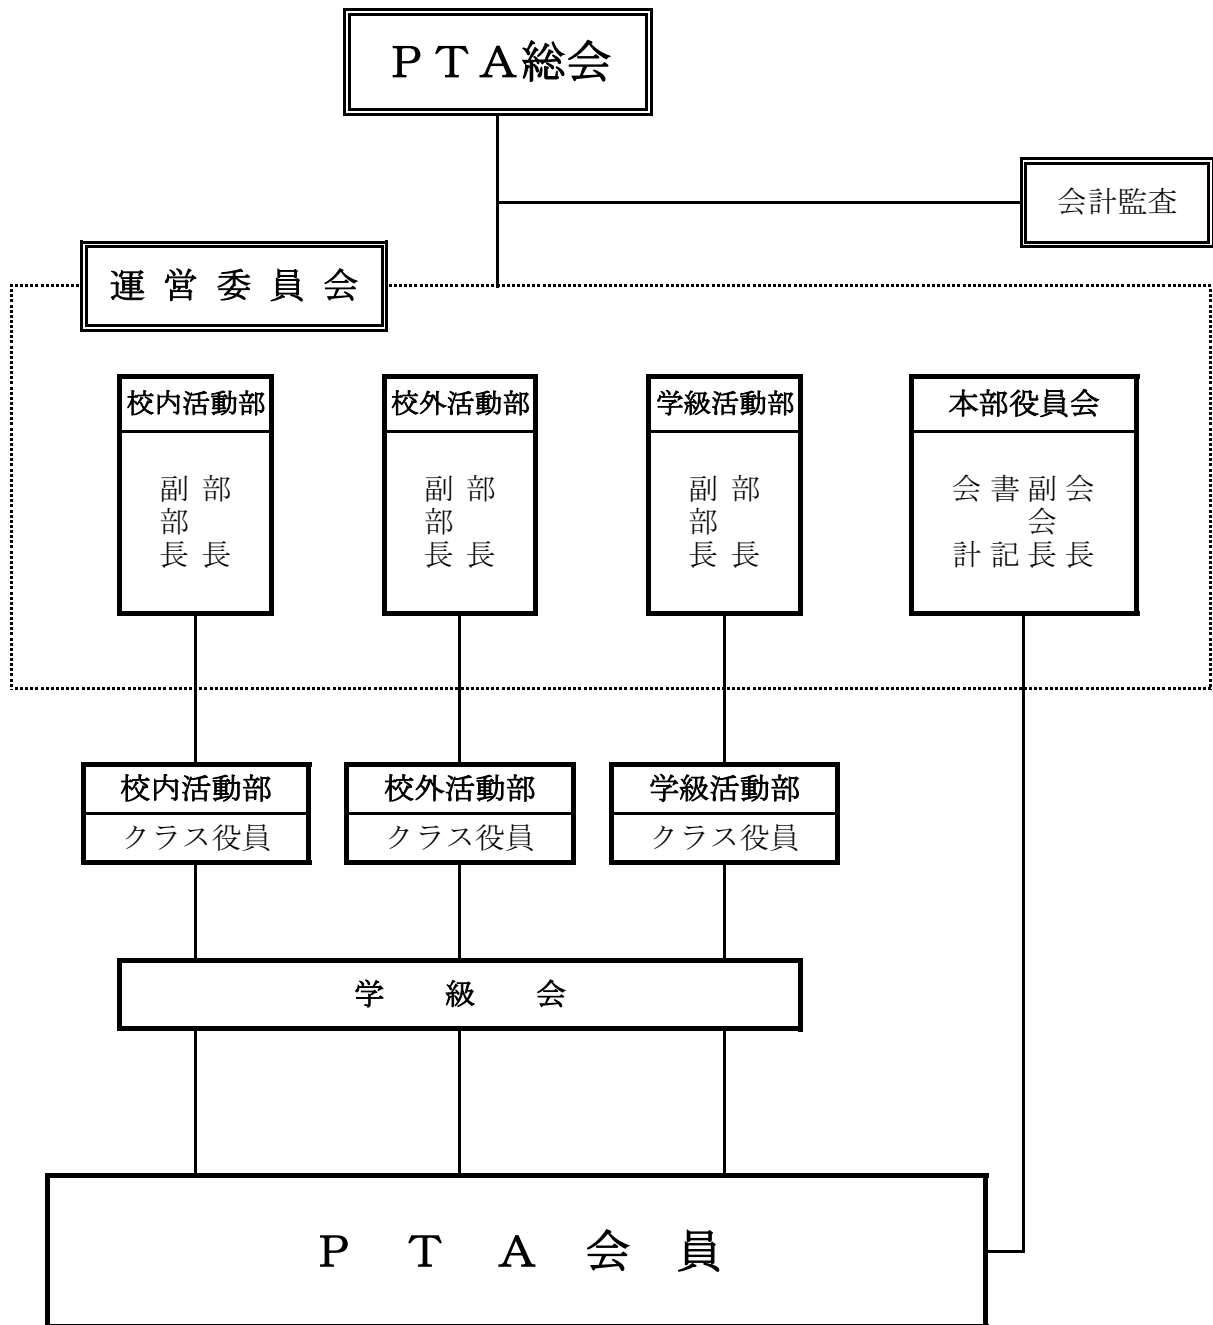 ＰＴＡ総会
会計監査
運営委員会
校内活動部
部長
副部長
校外活動部
部長
副部長
学級活動部
部長
副部長
本部役員会
会長
副会長
書記
会計
校内活動部
クラス役員
校外活動部
クラス役員
学級活動部
クラス役員
学級会
ＰＴＡ会員